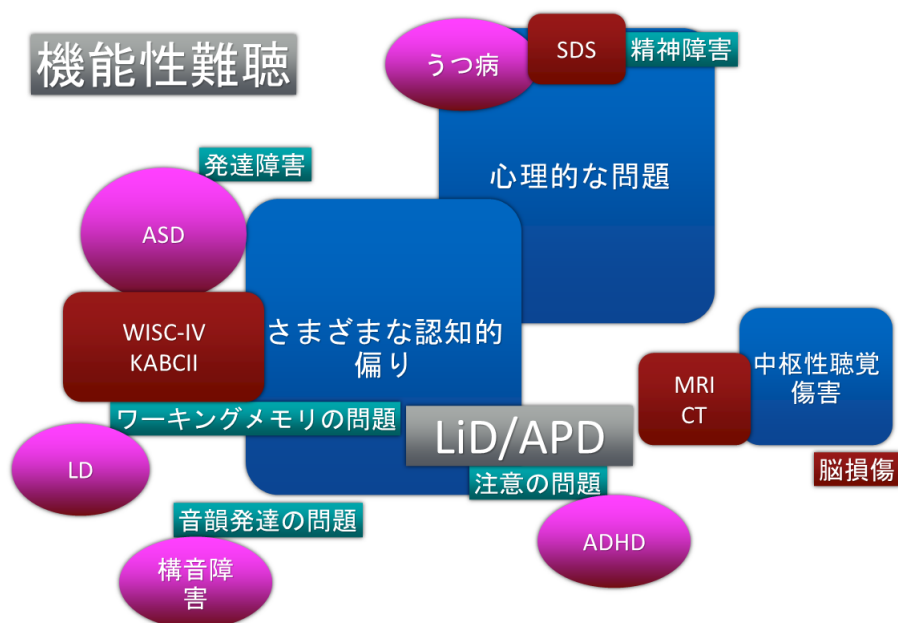 機能性難聴
うつ病
SDS
精神障害
心理的な問題
発達障害
ASD
WISC-IV
KABCII
さまざまな認知的
偏り
ワーキングメモリの問題
LiD/APD
MRI
CT
中枢性聴覚
傷害
脳損傷
LD
注意の問題
音韻発達の問題
ADHD
構音障
害